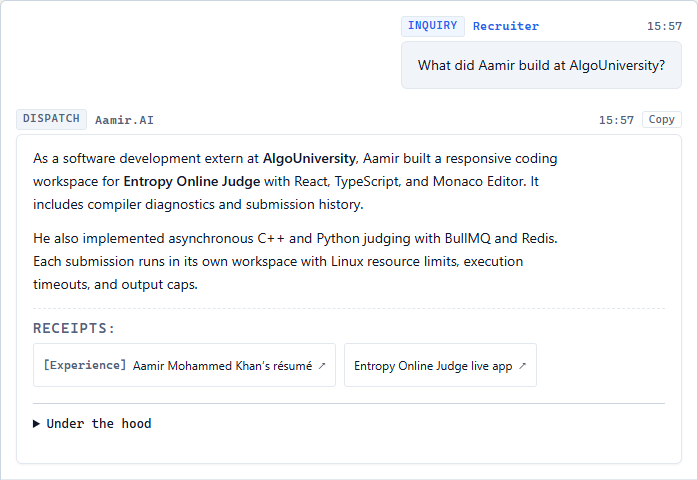 INQUIRY Recruiter 15:57
What did Aamir build at AlgoUniversity?
DISPATCH Aamir.AI 15:57 Copy
As a software development extern at AlgoUniversity, Aamir built a responsive coding
workspace for Entropy Online Judge with React, TypeScript, and Monaco Editor. It
includes compiler diagnostics and submission history.
He also implemented asynchronous C++ and Python judging with BullMQ and Redis.
Each submission runs in its own workspace with Linux resource limits, execution
timeouts, and output caps.
RECEIPTS:
[Experience] Aamir Mohammed Khan's résumé ↗ Entropy Online Judge live app ↗
▶ Under the hood